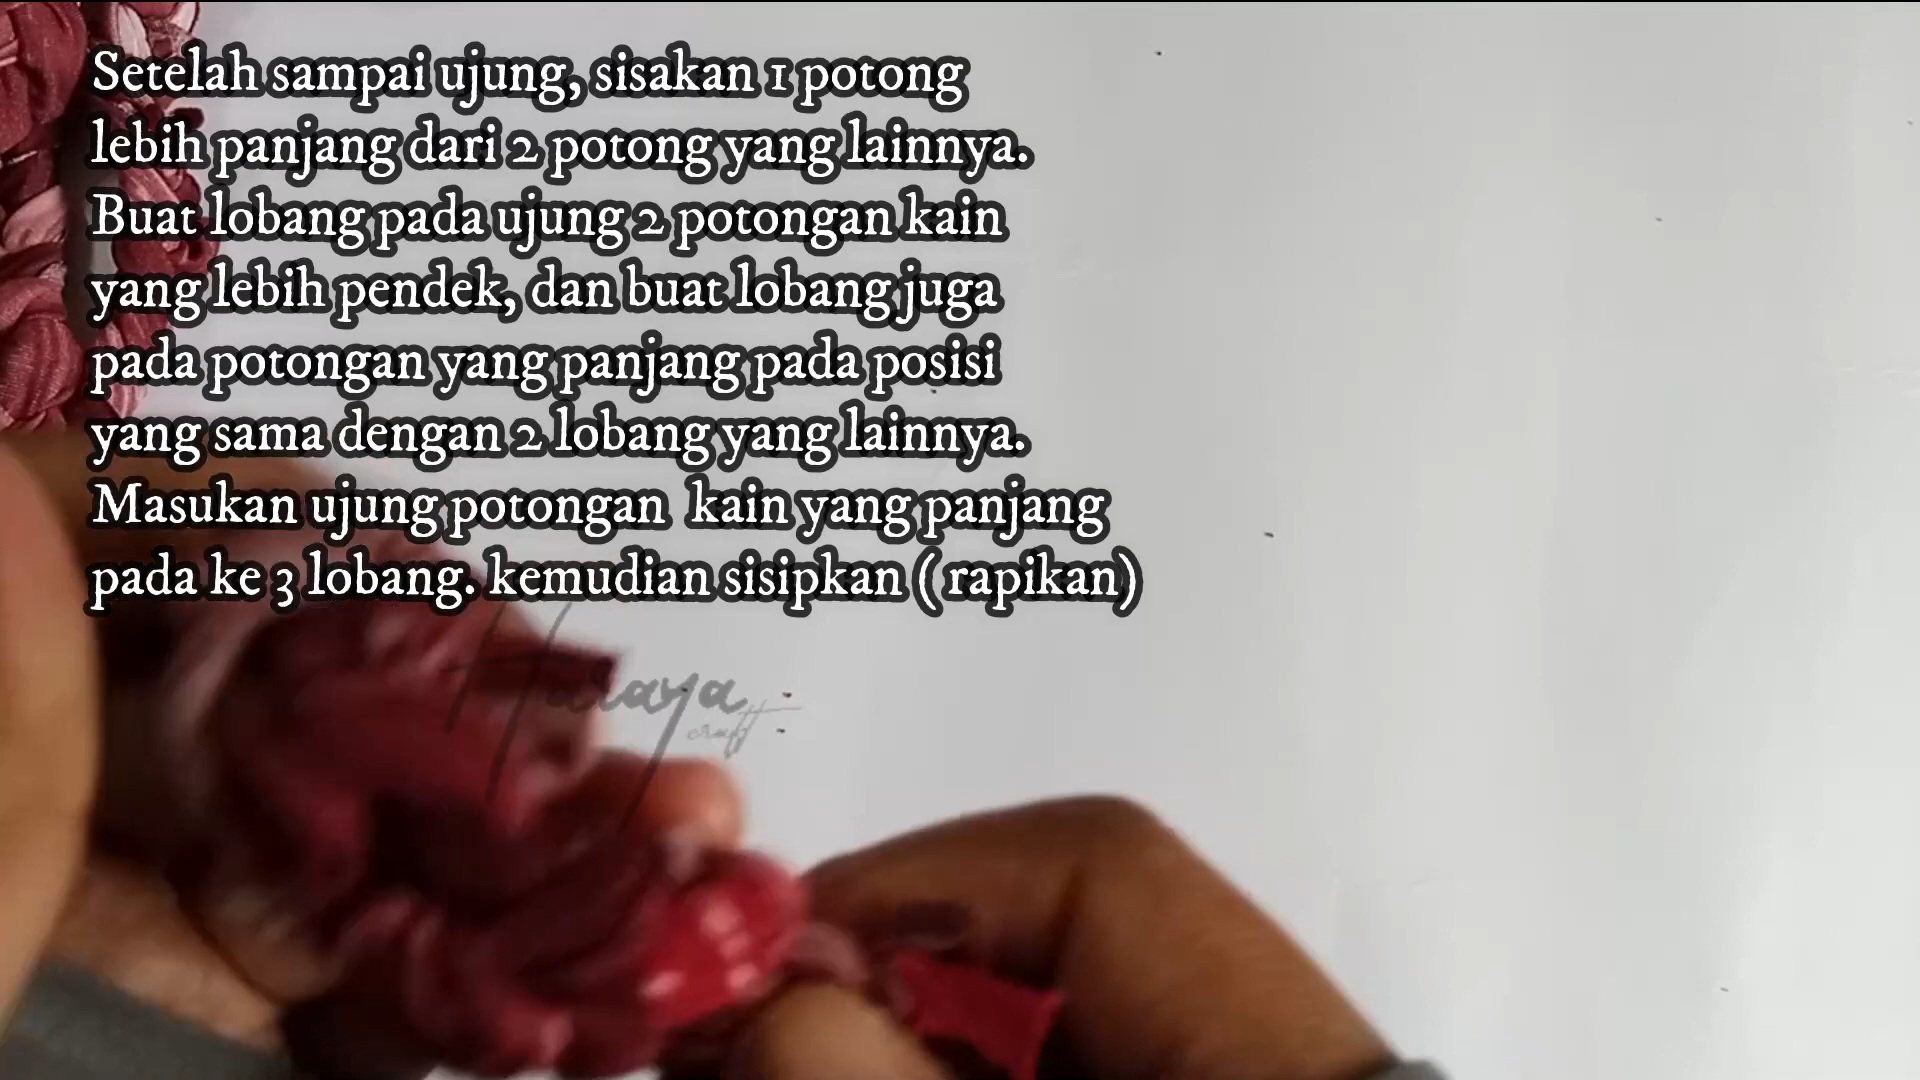 Setelah sampai ujung, sisakan 1 potong
lebih panjang dari 2 potong yang lainnya.
Buat lobang pada ujung 2 potongan kain
yang lebih pendek, dan buat lobang juga
pada potongan yang panjang pada posisi
yang sama dengan 2 lobang yang lainnya.
Masukan ujung potongan kain yang panjang
pada ke 3 lobang. kemudian sisipkan ( rapikan)
Haraya
craft